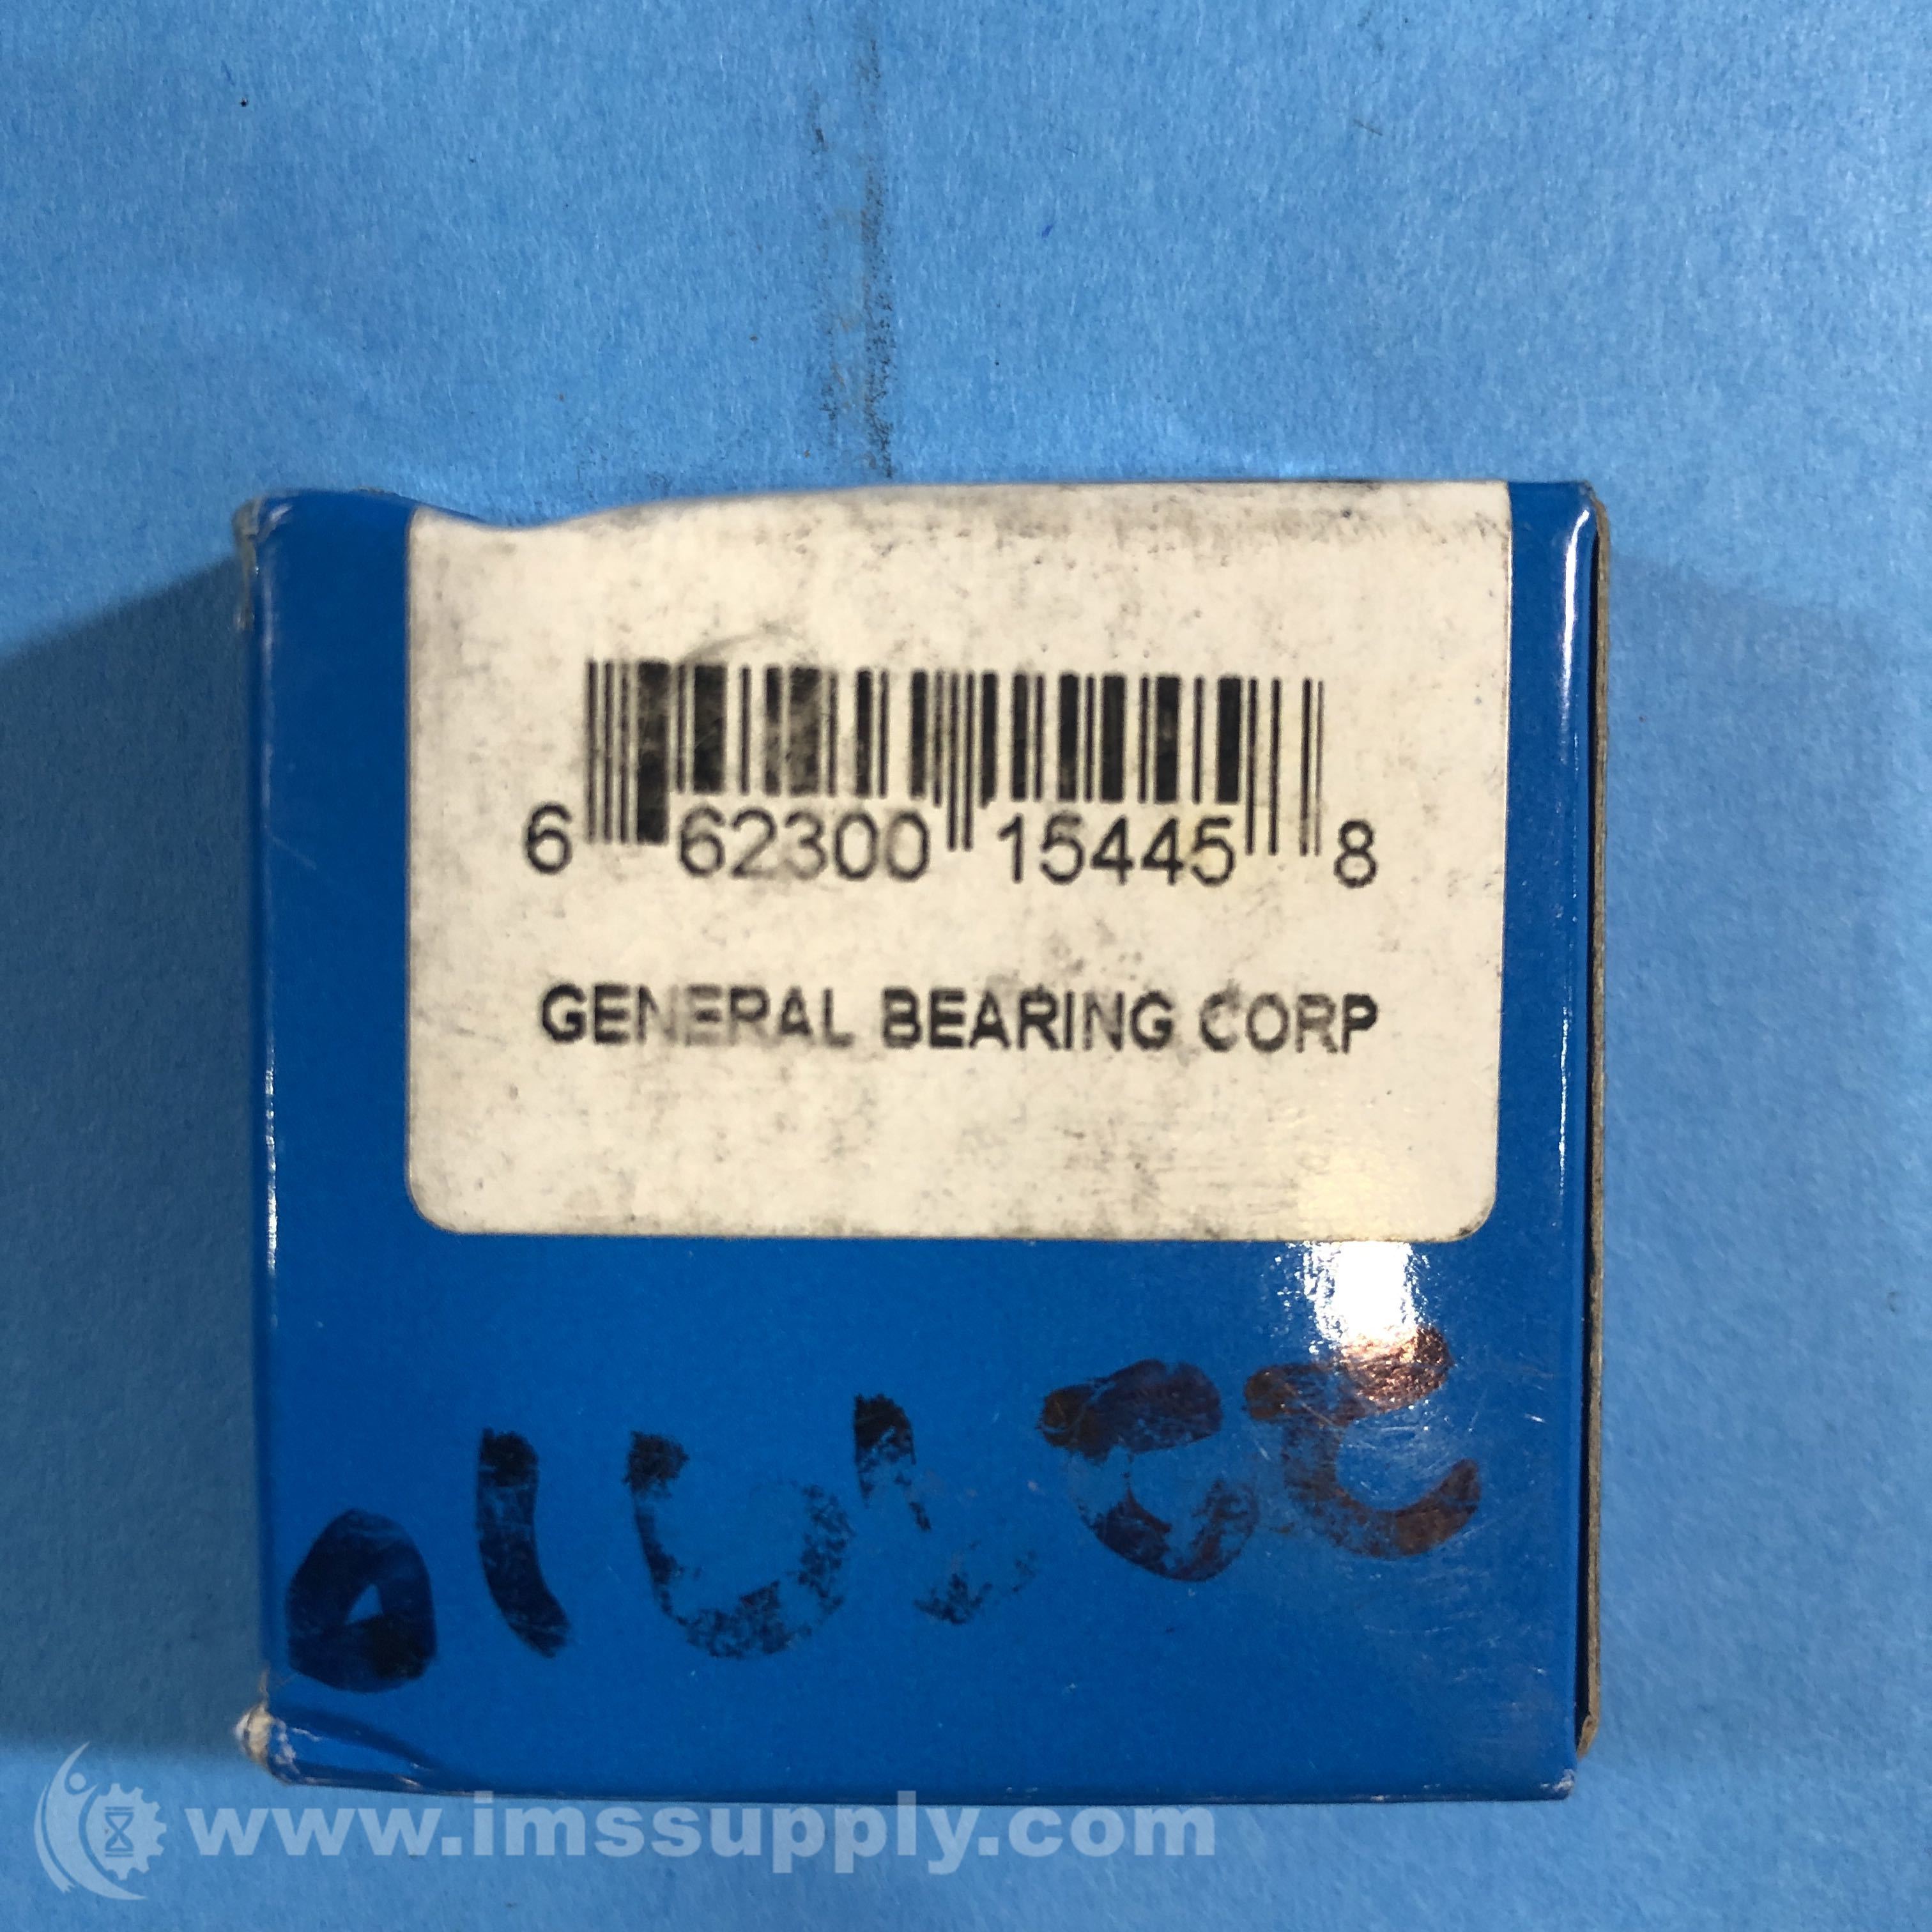 6 62300 15445 8
GENERAL BEARING CORP
www.imssupply.com